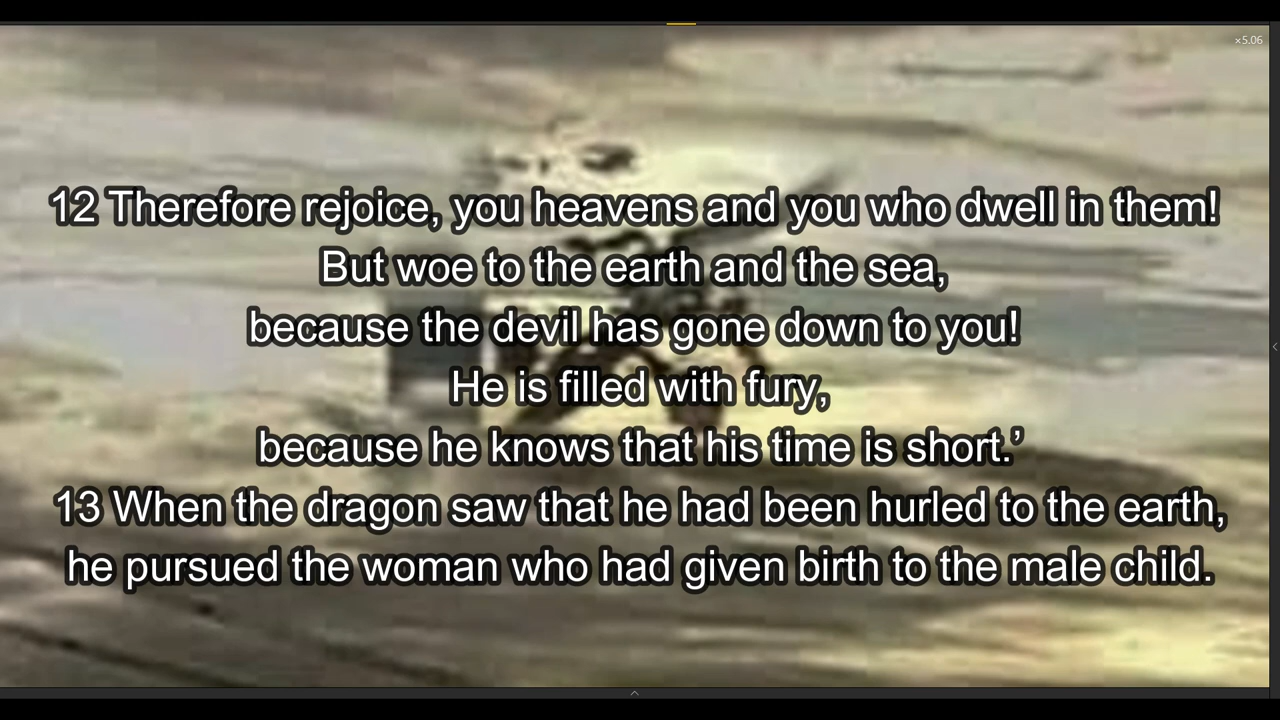 ×5.06
12 Therefore rejoice, you heavens and you who dwell in them!
But woe to the earth and the sea,
because the devil has gone down to you!
He is filled with fury,
because he knows that his time is short.’
13 When the dragon saw that he had been hurled to the earth,
he pursued the woman who had given birth to the male child.